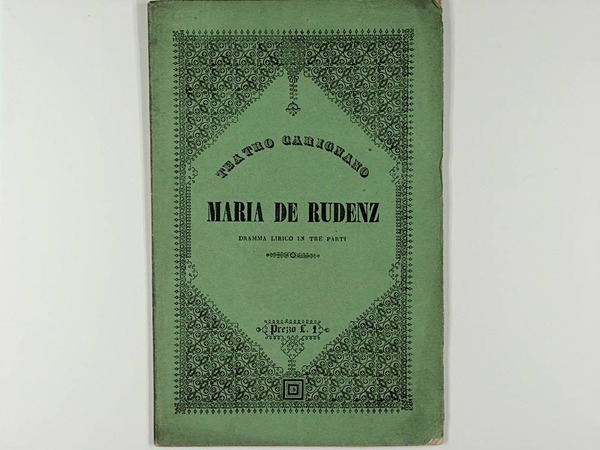 TEATRO CARIGNANO
MARIA DE RUDENZ
DRAMMA LIRICO IN TRE PARTI
Prezzo L. 1